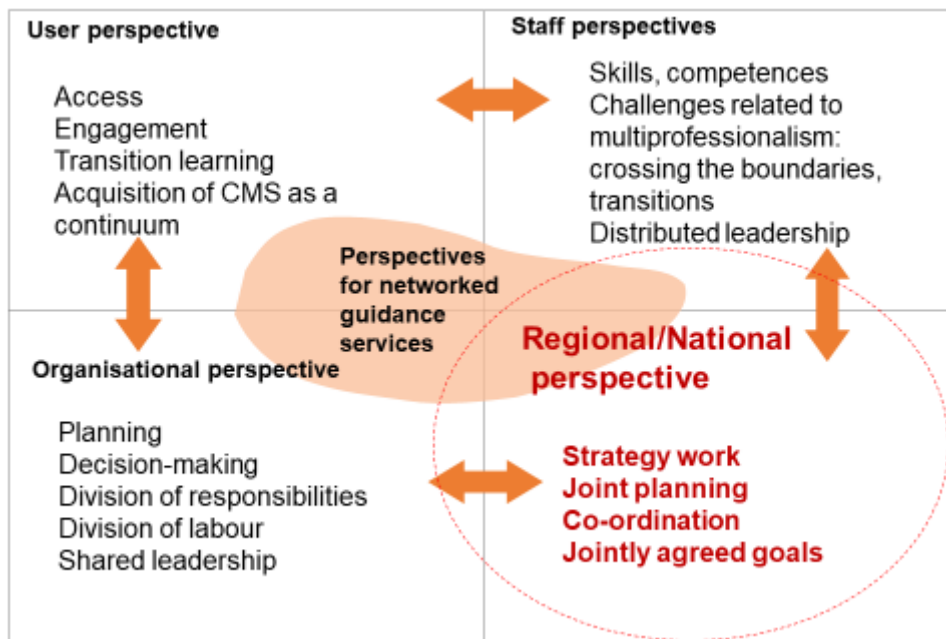 User perspective
Access
Engagement
Transition learning
Acquisition of CMS as a
continuum
Staff perspectives
Skills, competences
Challenges related to
multiprofessionalism:
crossing the boundaries,
transitions
Distributed leadership
Perspectives
for networked
guidance
services
Organisational perspective
Planning
Decision-making
Division of responsibilities
Division of labour
Shared leadership
Regional/National
perspective
Strategy work
Joint planning
Co-ordination
Jointly agreed goals